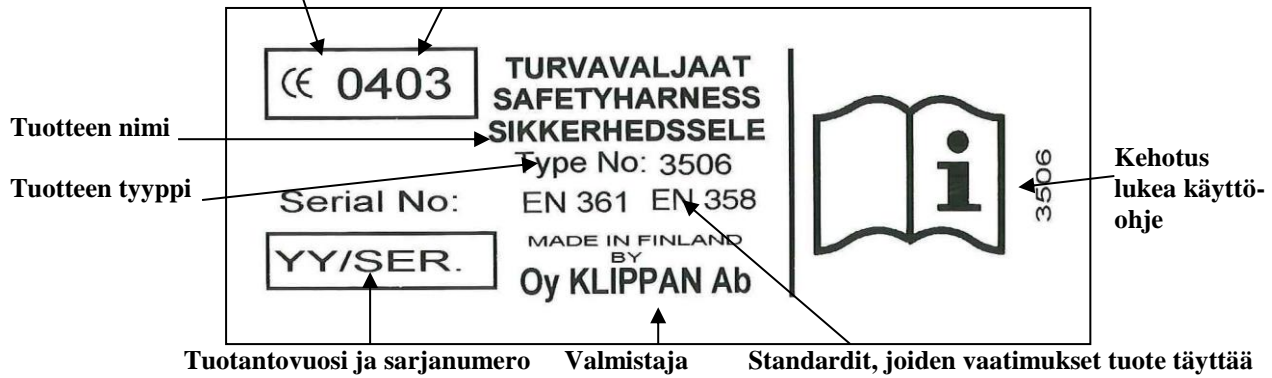 CE 0403
TURVAVALJAAT
SAFETYHARNESS
SIKKERHEDSSELE
Type No: 3506
Serial No:
EN 361 EN 358
YY/SER.
MADE IN FINLAND
BY
Oy KLIPPAN Ab
3506
Tuotteen nimi
Tuotteen tyyppi
Kehotus
lukea käyttö-
ohje
Tuotantovuosi ja sarjanumero
Valmistaja
Standardit, joiden vaatimukset tuote täyttää